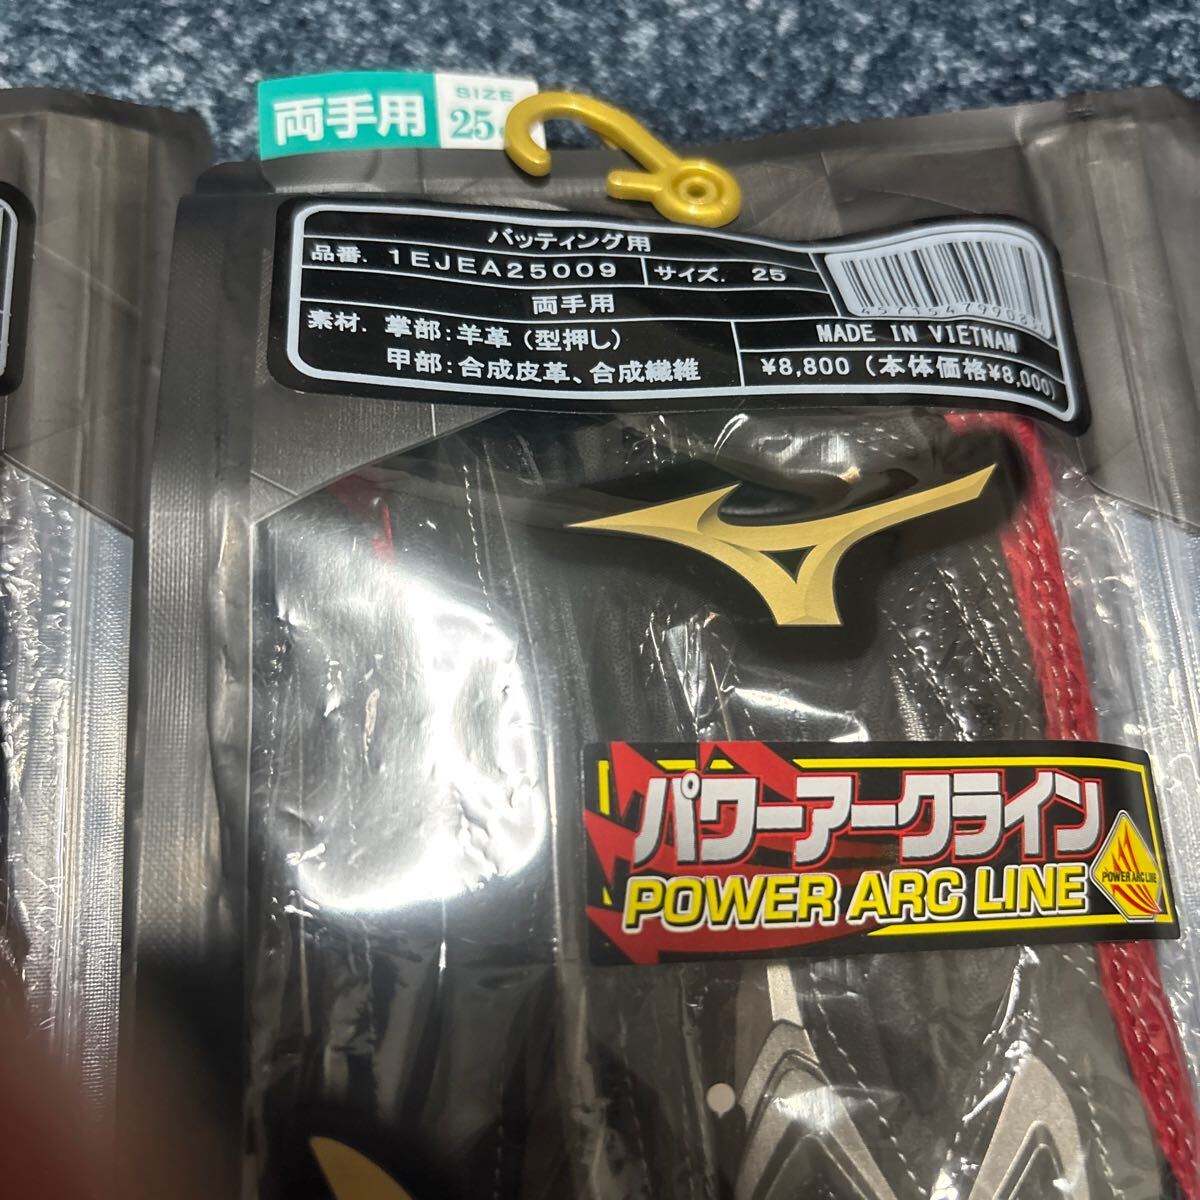 両手用
SIZE
25
バッティング用
品番. 1EJEA25009 サイズ. 25
両手用
素材. 掌部:羊革(型押し)
甲部:合成皮革、合成繊維
MADE IN VIETNAM
¥8,800(本体価格¥8,000)
パワーアークライン
POWER ARC LINE
POWER ARC LINE